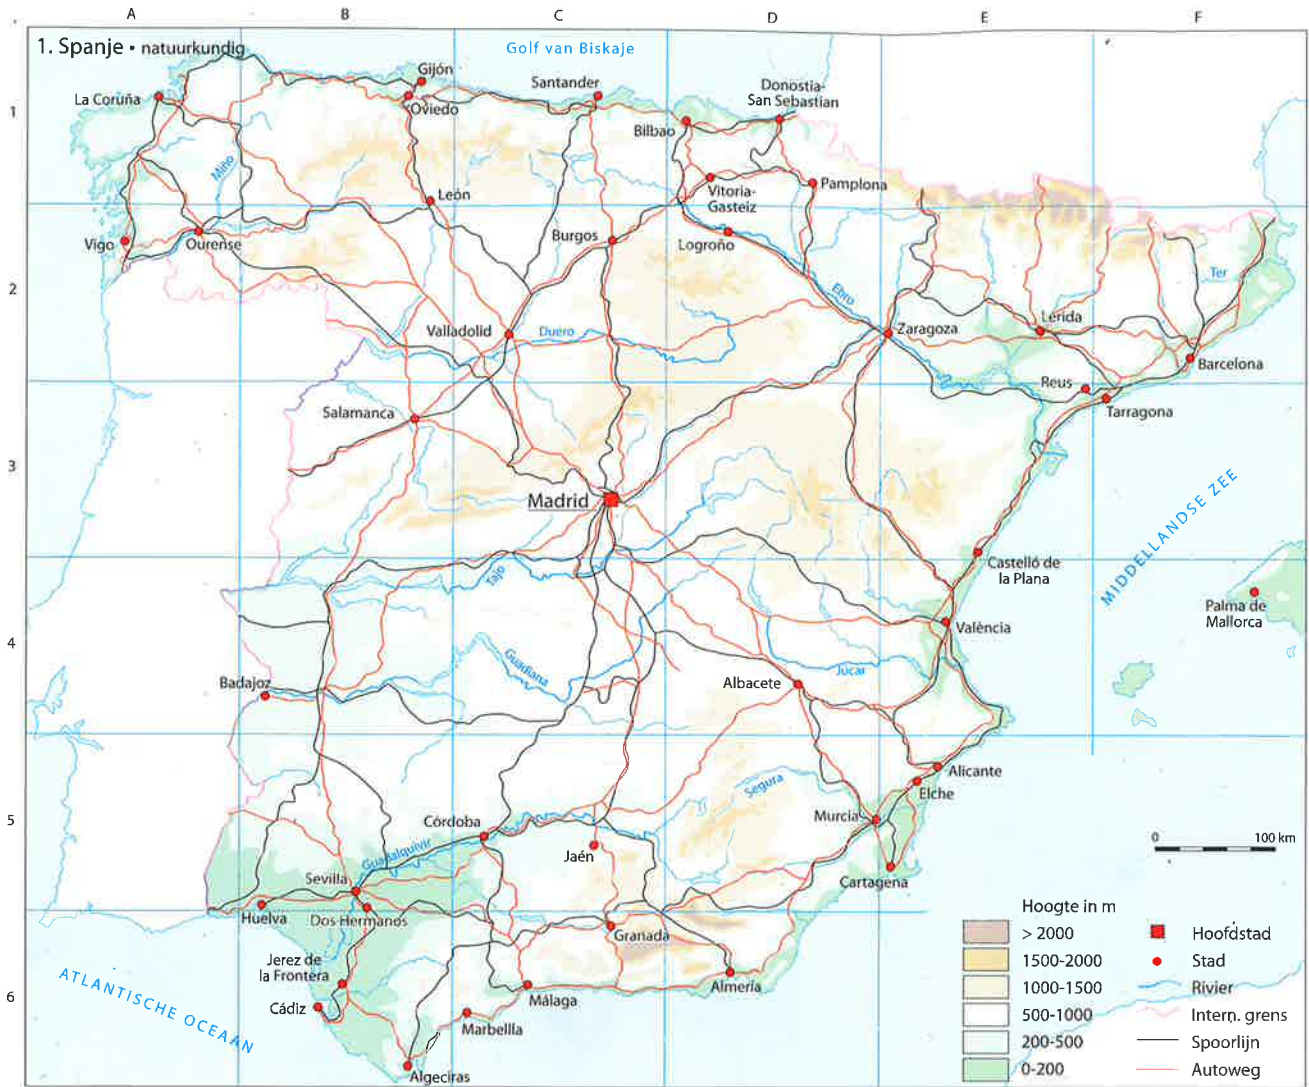 A B C D E F
1. Spanje • natuurkundig
Golf van Biskaje
1
2
3
4
5
6
La Coruña
Gijón
Oviedo
Santander
Donostia-
San Sebastian
Bilbao
Miño
León
Vitoria-
Gasteiz
Pamplona
Vigo
Ourense
Burgos
Logroño
Ebro
Ter
Valladolid
Duero
Zaragoza
Lérida
Barcelona
Reus
Tarragona
Salamanca
Madrid
MIDDELLANDSE ZEE
Castelló de
la Plana
Tajo
Palma de
Mallorca
València
Guadiana
Júcar
Badajoz
Albacete
Alicante
Elche
Segura
Murcia
Córdoba
Guadalquivir
Jaén
Cartagena
Sevilla
Huelva
Dos Hermanos
Granada
Jerez de
la Frontera
Cádiz
Málaga
Almería
Marbellla
Algeciras
ATLANTISCHE OCEAAN
0 100 km
Hoogte in m
> 2000
1500-2000
1000-1500
500-1000
200-500
0-200
Hoofdstad
Stad
Rivier
Intern. grens
Spoorlijn
Autoweg